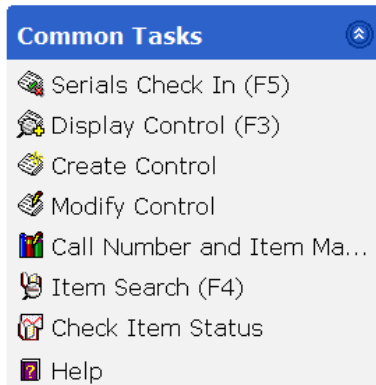 Common Tasks
Serials Check In (F5)
Display Control (F3)
Create Control
Modify Control
Call Number and Item Ma...
Item Search (F4)
Check Item Status
Help